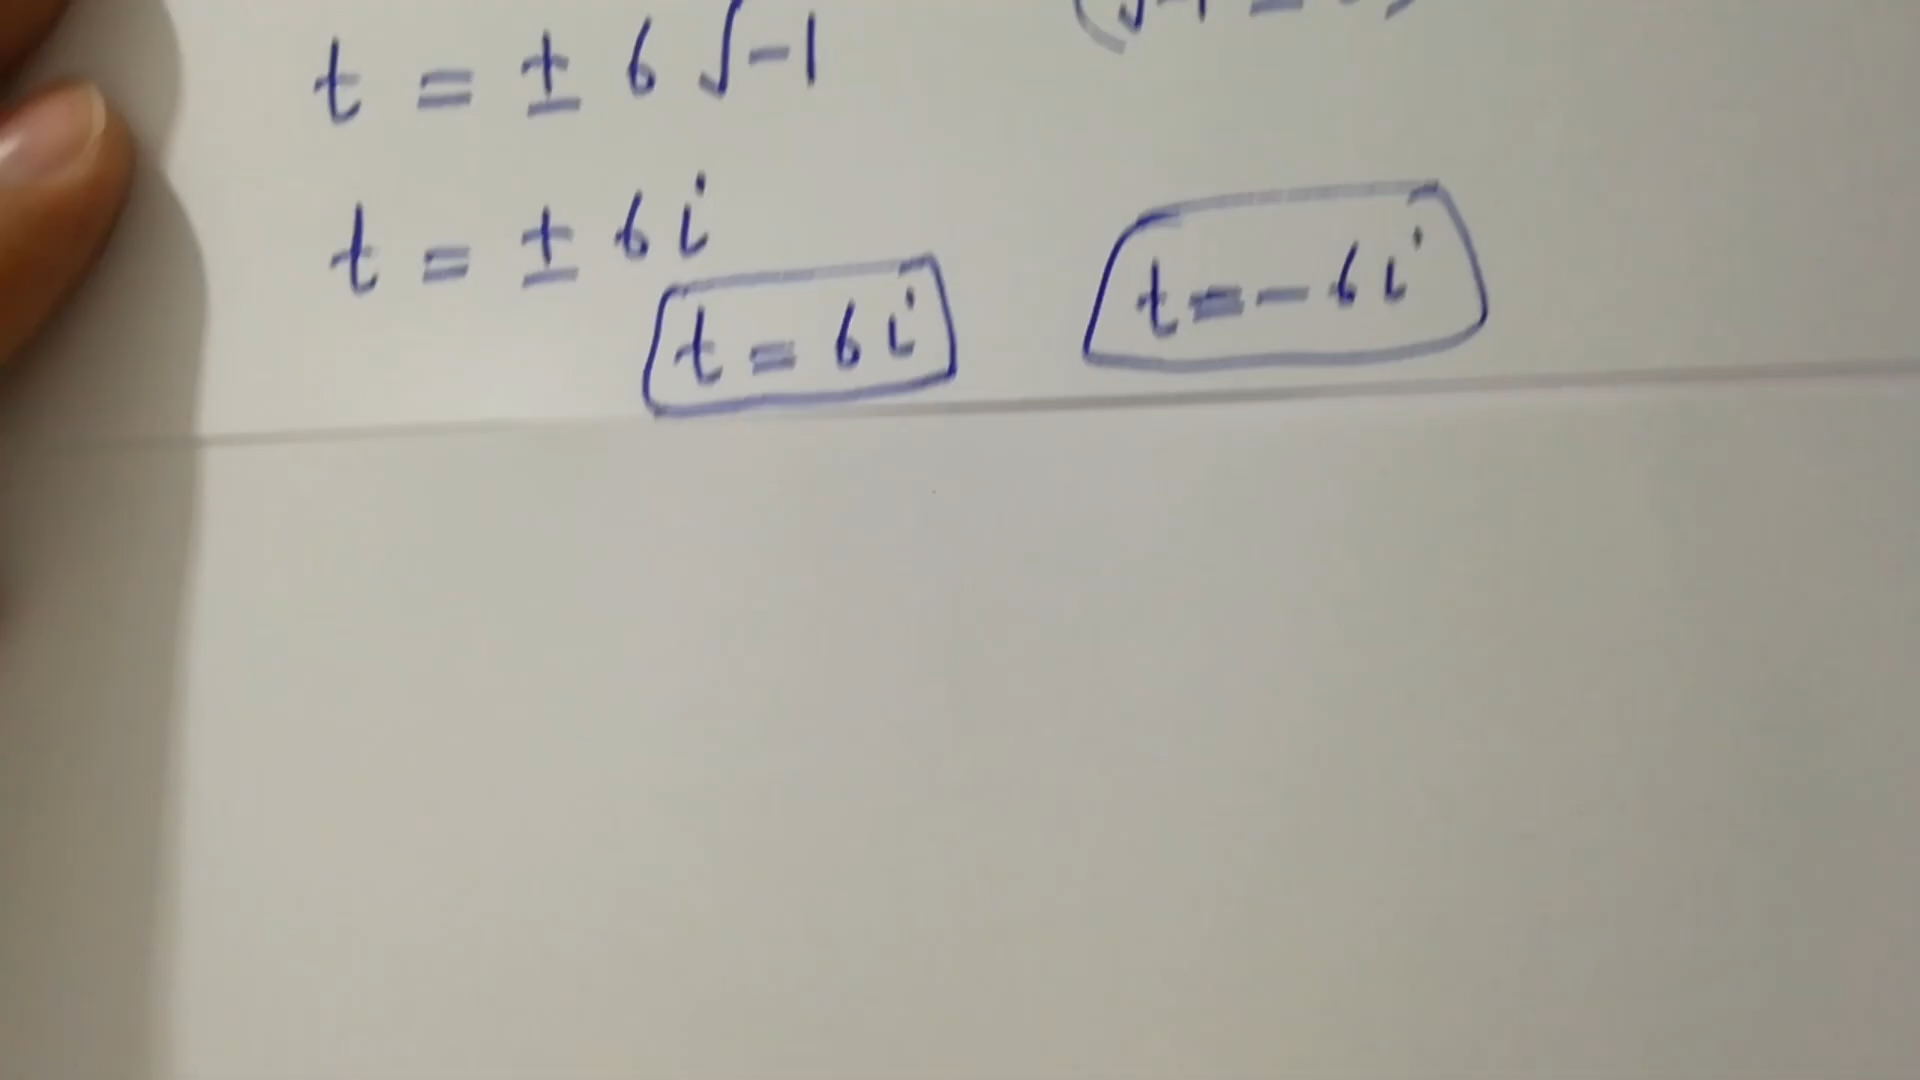 t = ± 6 √-1
t = ± 6i
t = 6i
t = - 6i